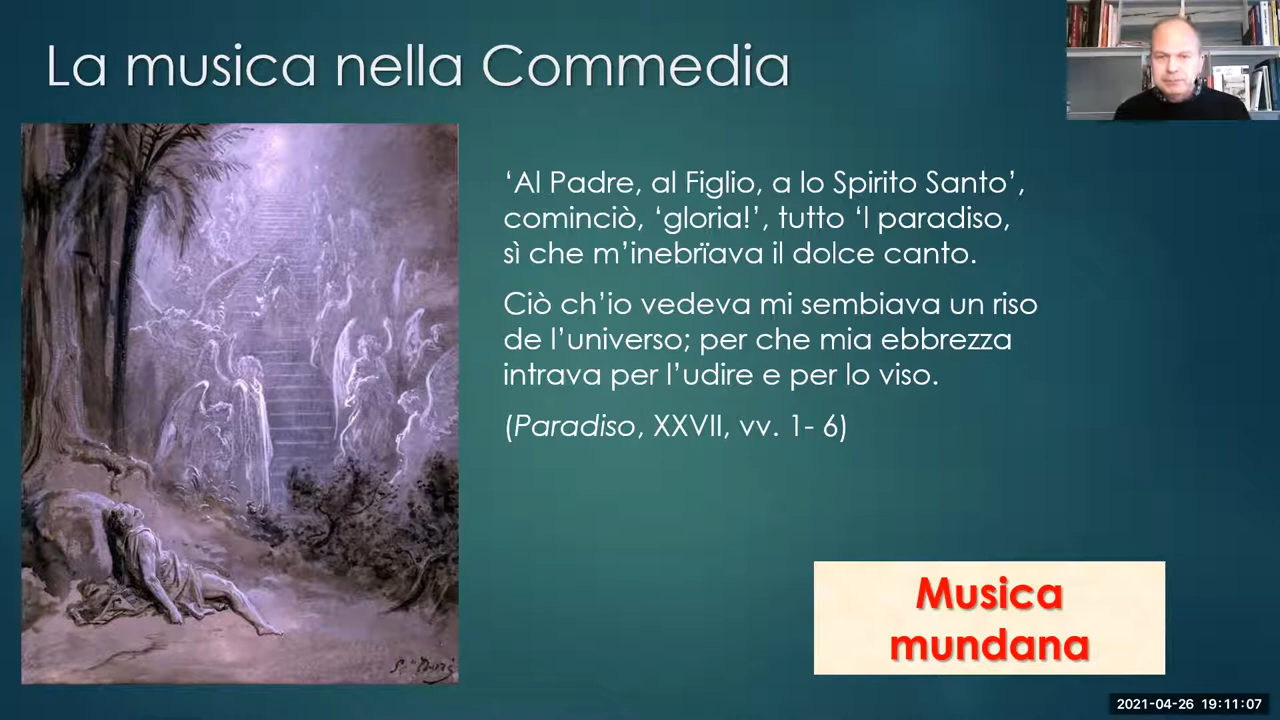 La musica nella Commedia
‘Al Padre, al Figlio, a lo Spirito Santo’,
cominciò, ‘gloria!’, tutto ‘l paradiso,
sì che m’inebrïava il dolce canto.
Ciò ch’io vedeva mi sembiava un riso
de l’universo; per che mia ebbrezza
intrava per l’udire e per lo viso.
(Paradiso, XXVII, vv. 1- 6)
Musica
mundana
2021-04-26 19:11:07